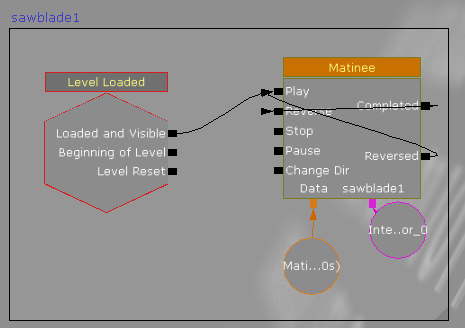 sawblade1
Level Loaded
Loaded and Visible
Beginning of Level
Level Reset
Matinee
Play
Reverse
Completed
Stop
Pause
Reversed
Change Dir
Data
sawblade1
Inte..or_0
Mati...0s)